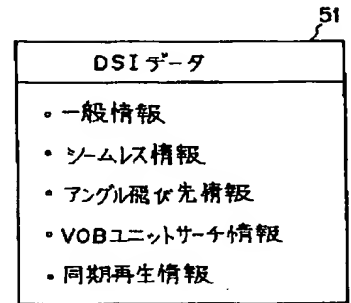 51
DSIデータ
• 一般情報
• シームレス情報
• アングル飛び先情報
• VOBユニットサーチ情報
• 同期再生情報